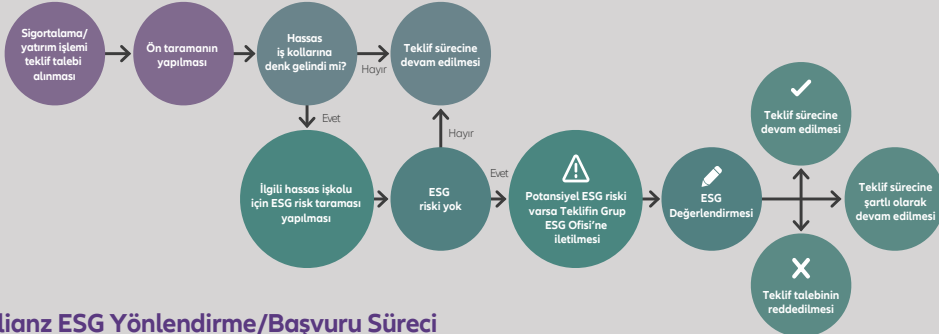 Sigortalama/
yatırım işlemi
teklif talebi
alınması
Ön taramanın
yapılması
Hassas
iş kollarına
denk gelindi mi?
Hayır
Teklif sürecine
devam edilmesi
Evet
Hayır
İlgili hassas işkolu
için ESG risk taraması
yapılması
ESG
riski yok
Evet
Potansiyel ESG riski
varsa Teklifin Grup
ESG Ofisi'ne
iletilmesi
ESG
Değerlendirmesi
Teklif sürecine
devam edilmesi
Teklif sürecine
şartlı olarak
devam edilmesi
Teklif talebinin
reddedilmesi
lianz ESG Yönlendirme/Başvuru Süreci